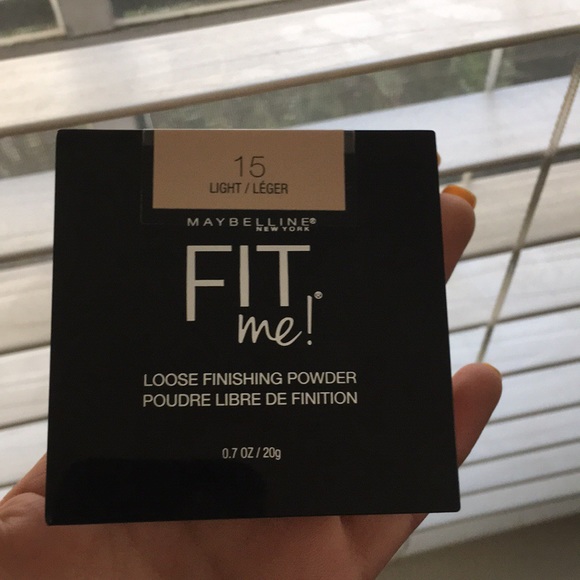 15
LIGHT / LÉGER
MAYBELLINE®
NEW YORK
FIT
me!®
LOOSE FINISHING POWDER
POUDRE LIBRE DE FINITION
0.7 OZ / 20g